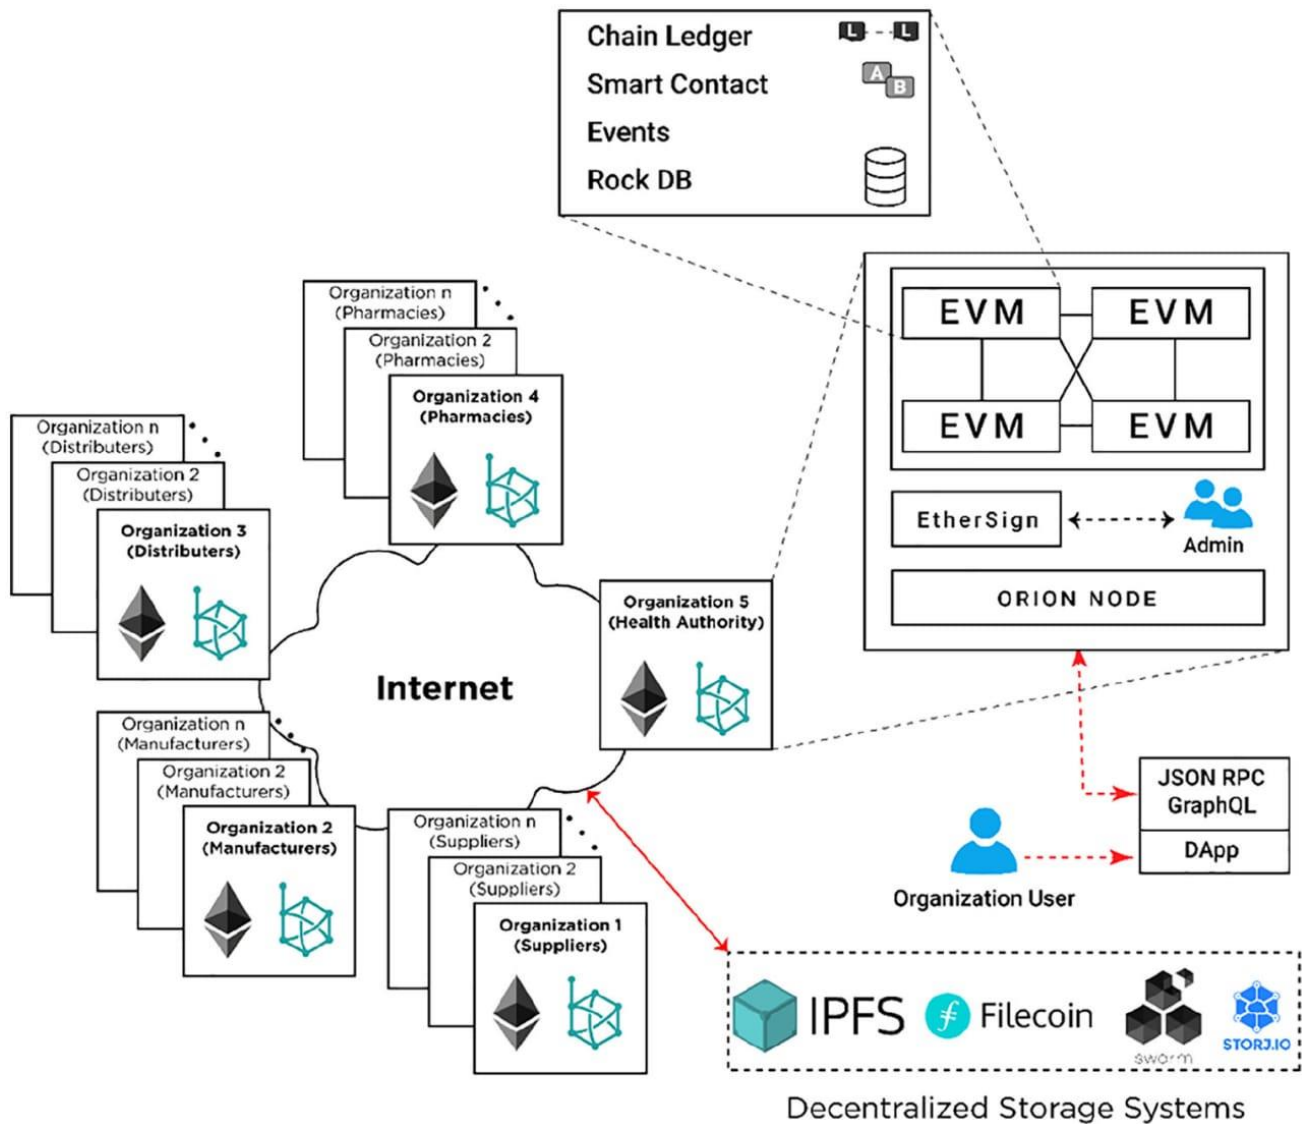 Chain Ledger
L
L
Smart Contact
A
B
Events
Rock DB
EVM
EVM
EVM
EVM
EtherSign
Admin
ORION NODE
Organization n
(Pharmacies)
Organization 2
(Pharmacies)
Organization 4
(Pharmacies)
Organization n
(Distributers)
Organization 2
(Distributers)
Organization 3
(Distributers)
Organization 5
(Health Authority)
Internet
Organization n
(Manufacturers)
Organization 2
(Manufacturers)
Organization 2
(Manufacturers)
Organization n
(Suppliers)
Organization 2
(Suppliers)
Organization 1
(Suppliers)
JSON RPC
GraphQL
DApp
Organization User
IPFS
Filecoin
swarm
STORJ.IO
Decentralized Storage Systems